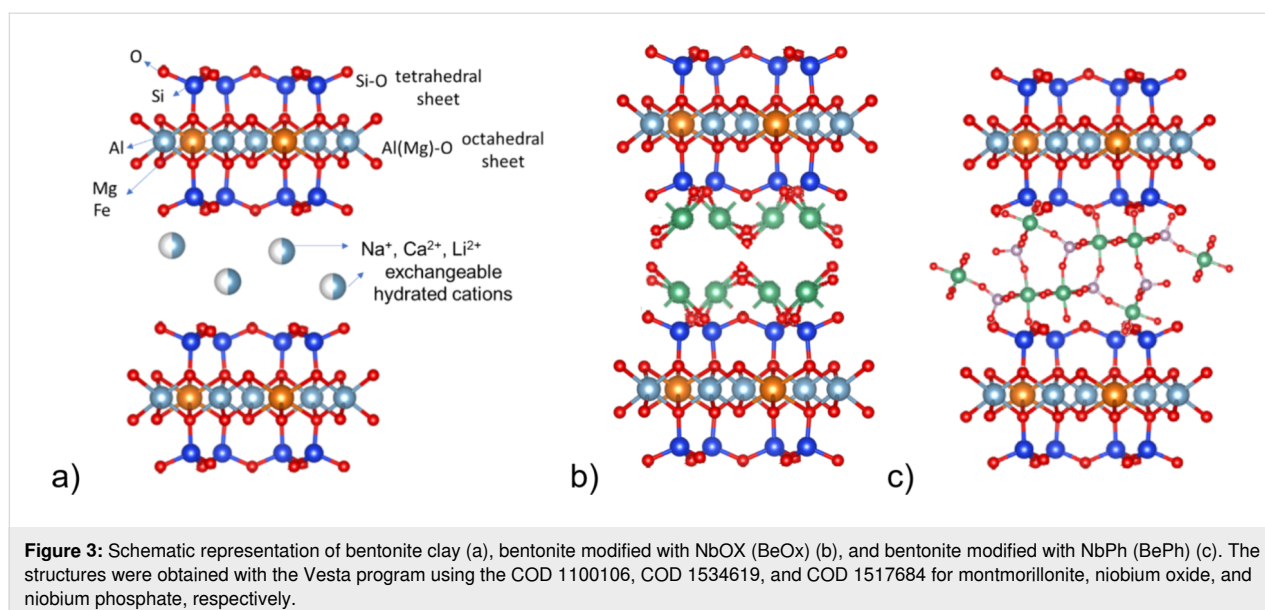 O
Si
Si-O tetrahedral
sheet
Al
Al(Mg)-O octahedral
sheet
Mg
Fe
Na⁺, Ca²⁺, Li²⁺
exchangeable
hydrated cations
a)
b)
c)
Figure 3: Schematic representation of bentonite clay (a), bentonite modified with NbOX (BeOx) (b), and bentonite modified with NbPh (BePh) (c). The
structures were obtained with the Vesta program using the COD 1100106, COD 1534619, and COD 1517684 for montmorillonite, niobium oxide, and
niobium phosphate, respectively.